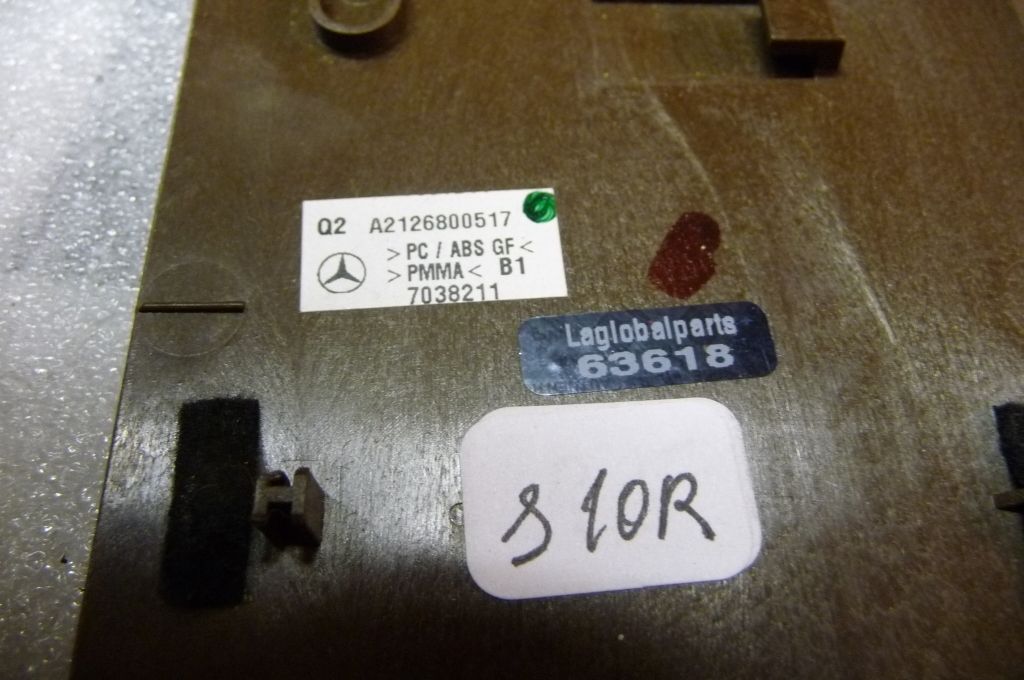 Q2 A2126800517
>PC / ABS GF<
>PMMA< B1
7038211
Laglobalparts
63618
S 10R